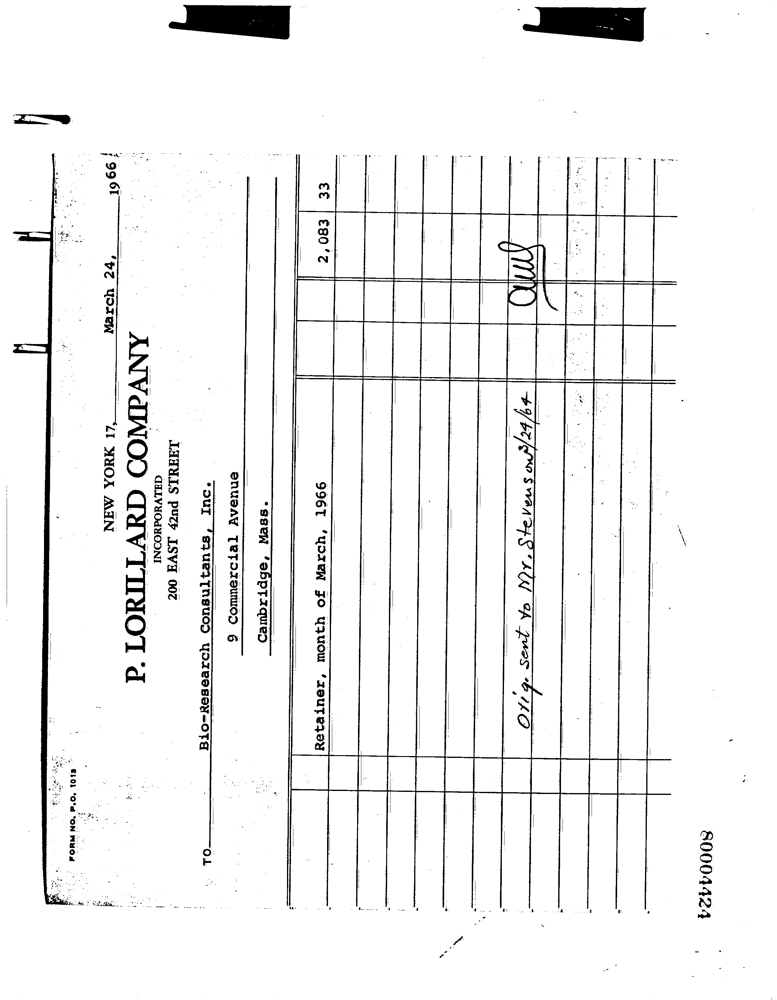 FORM NO. P.O. 1018
NEW YORK 17, March 24, 1966
P. LORILLARD COMPANY
INCORPORATED
200 EAST 42nd STREET
TO Bio-Research Consultants, Inc.
9 Commercial Avenue
Cambridge, Mass.
Retainer, month of March, 1966 2,083 33
Orig. sent to Mr. Stevens on 3/24/64
80004424